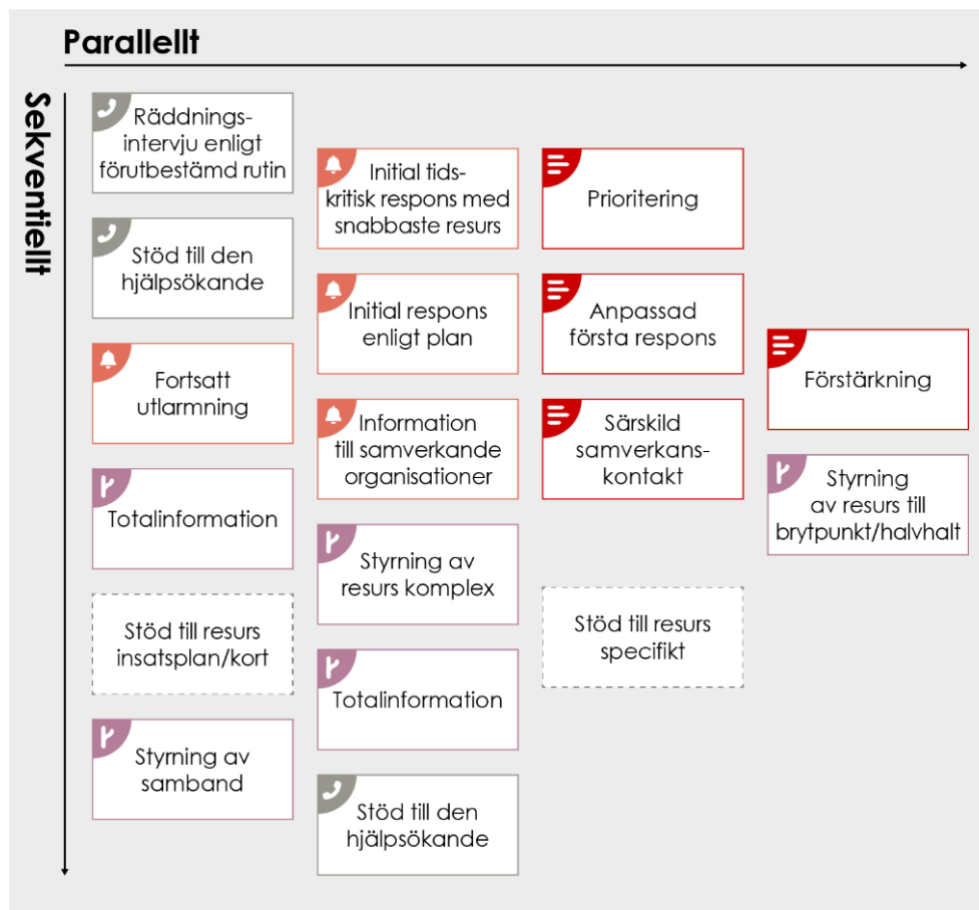 Parallellt
Sekventiellt
Räddnings-
intervju enligt
förutbestämd rutin
Stöd till den
hjälpsökande
Fortsatt
utlarmning
Totalinformation
Stöd till resurs
insatsplan/kort
Styrning av
samband
Initial tids-
kritisk respons med
snabbaste resurs
Initial respons
enligt plan
Information
till samverkande
organisationer
Styrning av
resurs komplex
Totalinformation
Stöd till den
hjälpsökande
Prioritering
Anpassad
första respons
Särskild
samverkans-
kontakt
Stöd till resurs
specifikt
Förstärkning
Styrning
av resurs till
brytpunkt/halvhalt